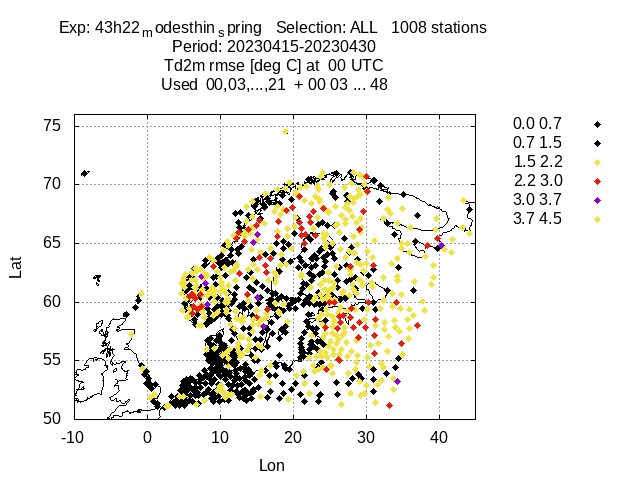 Exp: 43h22modesthinspring Selection: ALL 1008 stations
Period: 20230415-20230430
Td2m rmse [deg C] at 00 UTC
Used 00,03,...,21 + 00 03 ... 48
0.0 0.7
0.7 1.5
1.5 2.2
2.2 3.0
3.0 3.7
3.7 4.5
75
70
65
60
55
50
Lat
-10 0 10 20 30 40
Lon